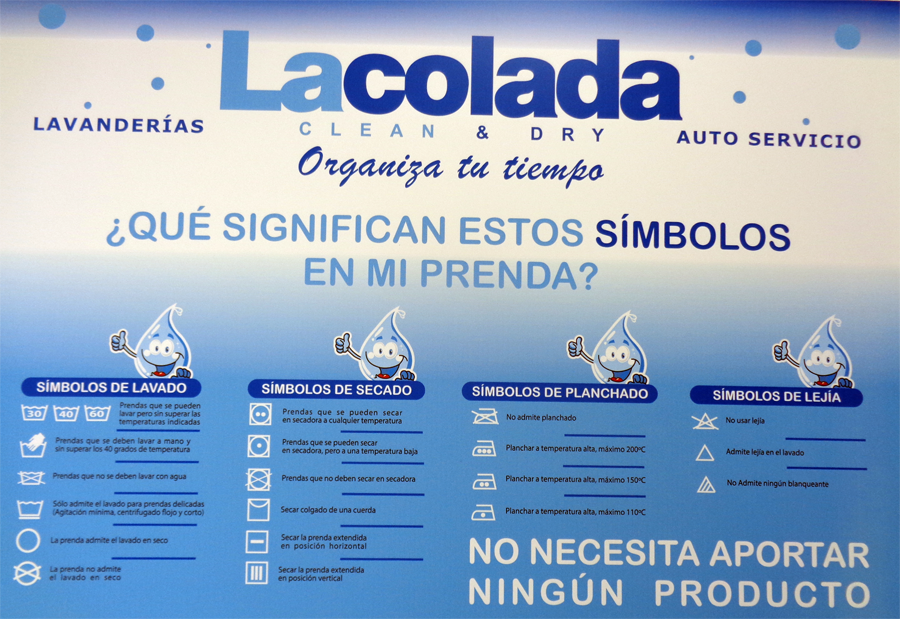 Lacolada
LAVANDERÍAS
CLEAN & DRY
AUTO SERVICIO
Organiza tu tiempo
¿QUÉ SIGNIFICAN ESTOS SÍMBOLOS
EN MI PRENDA?
SÍMBOLOS DE LAVADO
30 40 60
Prendas que se pueden
lavar pero sin superar las
temperaturas indicadas
Prendas que se deben lavar a mano y
sin superar los 40 grados de temperatura
Prendas que no se deben lavar con agua
Sólo admite el lavado para prendas delicadas
(Agitación mínima, centrifugado flojo y corto)
La prenda admite el lavado en seco
La prenda no admite
el lavado en seco
SÍMBOLOS DE SECADO
Prendas que se pueden secar
en secadora a cualquier temperatura
Prendas que se pueden secar
en secadora, pero a una temperatura baja
Prendas que no deben secar en secadora
Secar colgado de una cuerda
Secar la prenda extendida
en posición horizontal
Secar la prenda extendida
en posición vertical
SÍMBOLOS DE PLANCHADO
No admite planchado
Planchar a temperatura alta, máximo 200ºC
Planchar a temperatura alta, máximo 150ºC
Planchar a temperatura alta, máximo 110ºC
SÍMBOLOS DE LEJÍA
No usar lejía
Admite lejía en el lavado
No Admite ningún blanqueante
NO NECESITA APORTAR
NINGÚN PRODUCTO